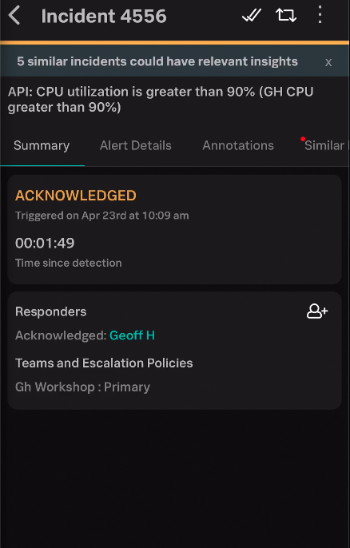 Incident 4556
5 similar incidents could have relevant insights x
API: CPU utilization is greater than 90% (GH CPU
greater than 90%)
Summary Alert Details Annotations Similar
ACKNOWLEDGED
Triggered on Apr 23rd at 10:09 am
00:01:49
Time since detection
Responders
Acknowledged: Geoff H
Teams and Escalation Policies
Gh Workshop : Primary